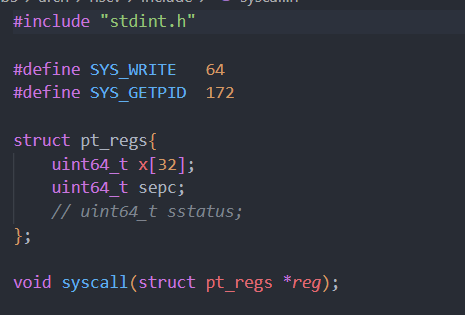 #include "stdint.h"
#define SYS_WRITE   64
#define SYS_GETPID  172
struct pt_regs{
    uint64_t x[32];
    uint64_t sepc;
    // uint64_t sstatus;
};
void syscall(struct pt_regs *reg);